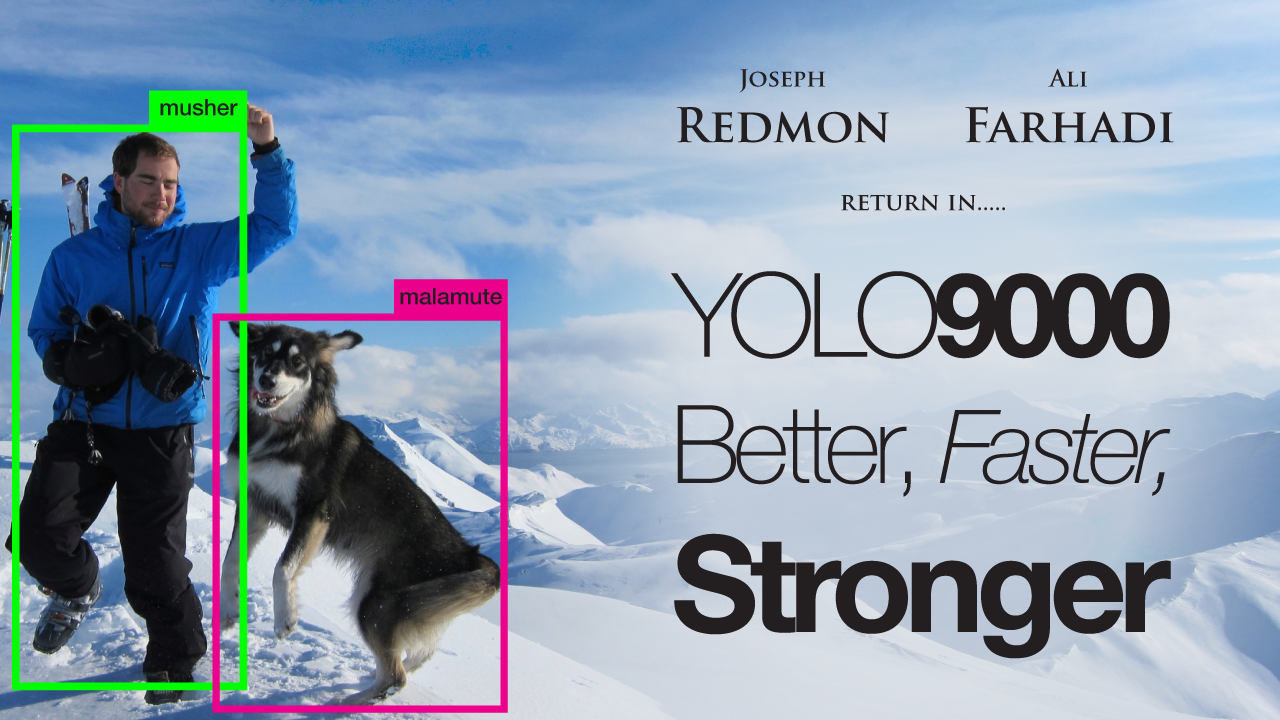 musher
malamute
JOSEPH
REDMON
ALI
FARHADI
RETURN IN.....
YOLO9000
Better, Faster,
Stronger